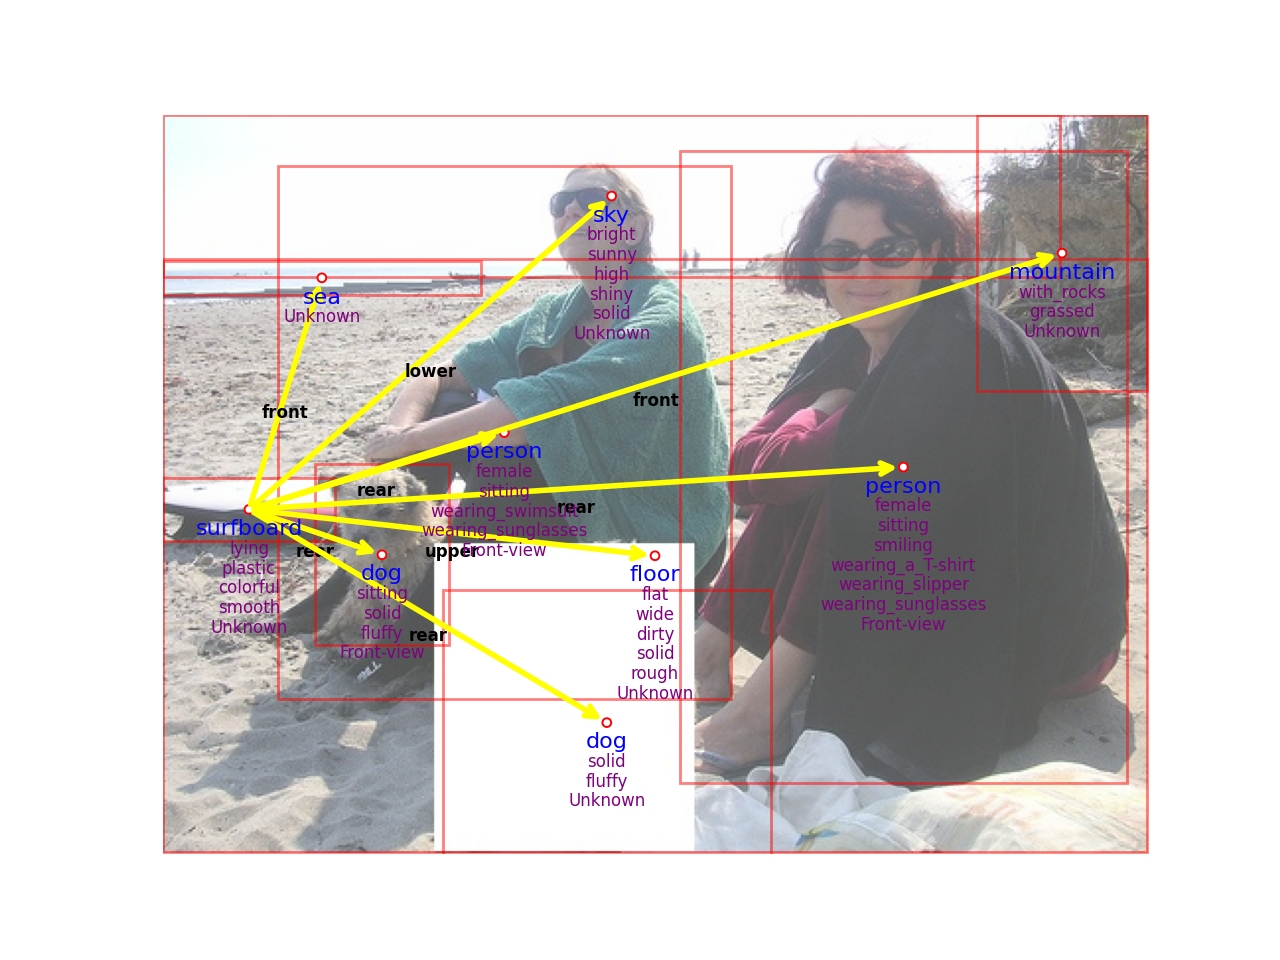 sky
bright
sunny
high
shiny
solid
Unknown
mountain
with_rocks
grassed
Unknown
sea
Unknown
lower
front
front
person
female
sitting
wearing_swimsuit
wearing_sunglasses
Front-view
rear
rear
person
female
sitting
smiling
wearing_a_T-shirt
wearing_slipper
wearing_sunglasses
Front-view
surfboard
lying
plastic
colorful
smooth
Unknown
rear
upper
dog
sitting
solid
fluffy
Front-view
floor
flat
wide
dirty
solid
rough
Unknown
rear
dog
solid
fluffy
Unknown